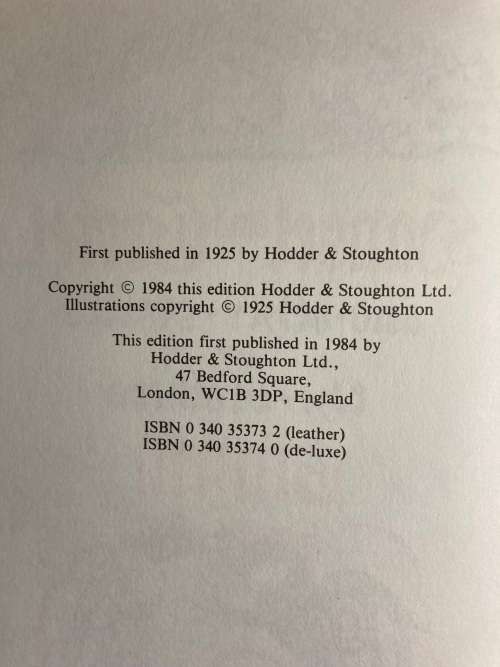 First published in 1925 by Hodder & Stoughton
Copyright © 1984 this edition Hodder & Stoughton Ltd.
Illustrations copyright © 1925 Hodder & Stoughton
This edition first published in 1984 by
Hodder & Stoughton Ltd.,
47 Bedford Square,
London, WC1B 3DP, England
ISBN 0 340 35373 2 (leather)
ISBN 0 340 35374 0 (de-luxe)